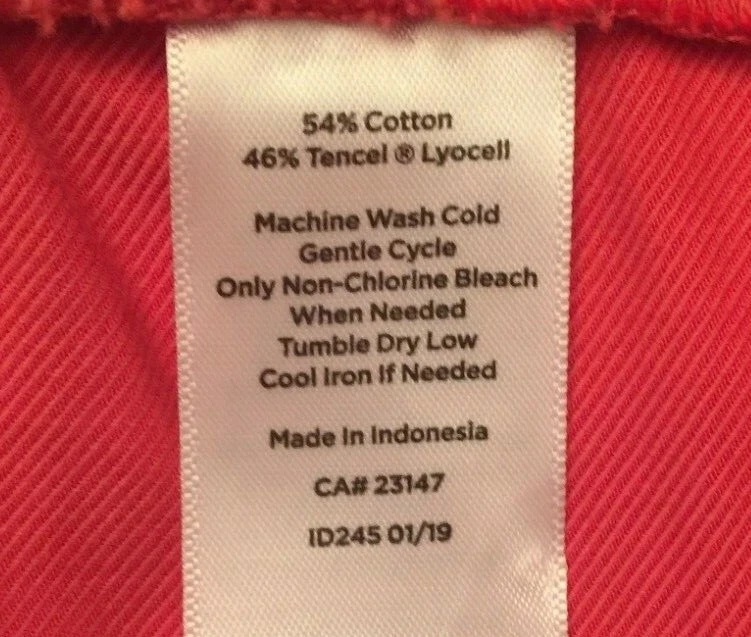 54% Cotton
46% Tencel ® Lyocell
Machine Wash Cold
Gentle Cycle
Only Non-Chlorine Bleach
When Needed
Tumble Dry Low
Cool Iron If Needed
Made In Indonesia
CA# 23147
ID245 01/19